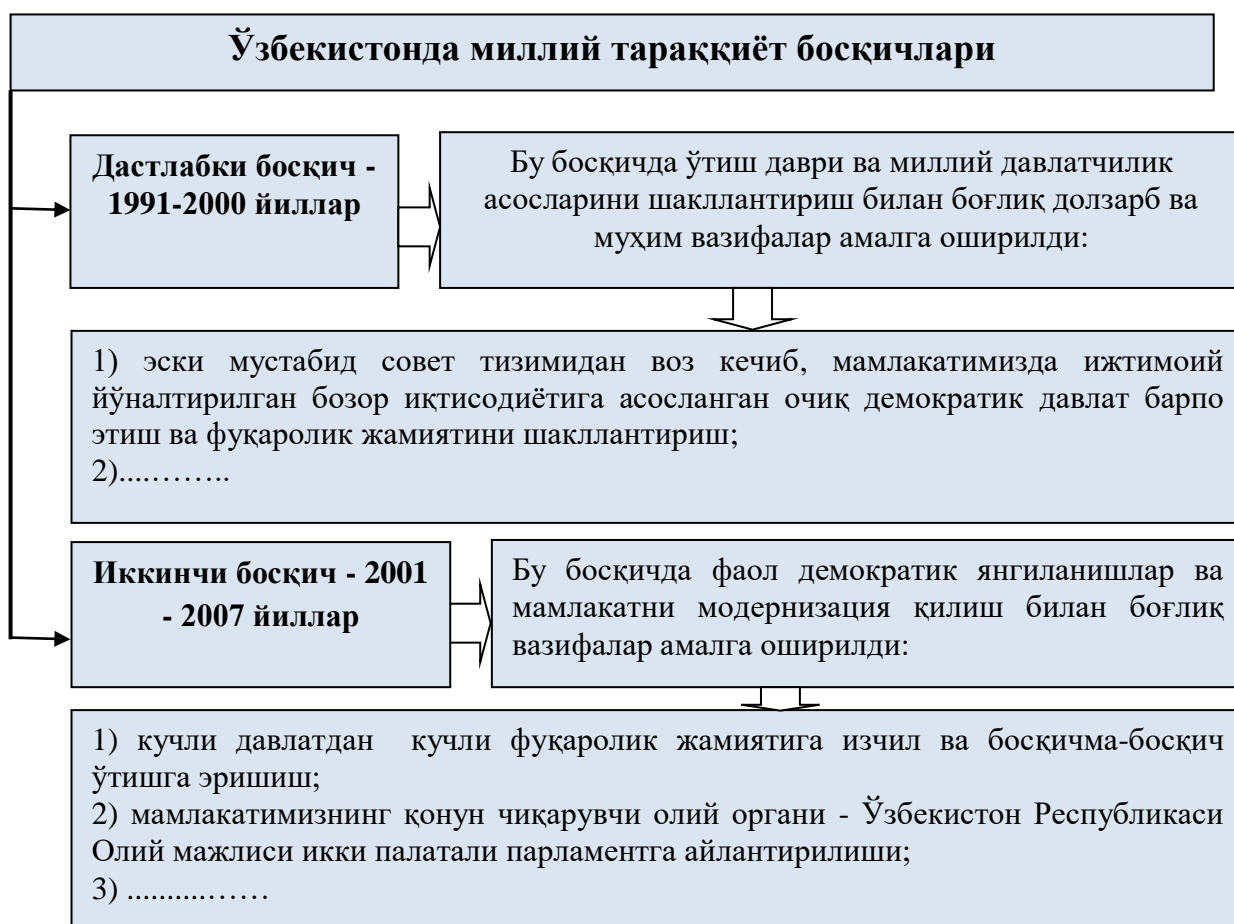 Ўзбекистонда миллий тараққиёт босқичлари
Дастлабки босқич -
1991-2000 йиллар
Бу босқичда ўтиш даври ва миллий давлатчилик
асосларини шакллантириш билан боғлиқ долзарб ва
муҳим вазифалар амалга оширилди:
1) эски мустабид совет тизимидан воз кечиб, мамлакатимизда ижтимоий
йўналтирилган бозор иқтисодиётига асосланган очиқ демократик давлат барпо
этиш ва фуқаролик жамиятини шакллантириш;
2)....……..
Иккинчи босқич - 2001
- 2007 йиллар
Бу босқичда фаол демократик янгиланишлар ва
мамлакатни модернизация қилиш билан боғлиқ
вазифалар амалга оширилди:
1) кучли давлатдан кучли фуқаролик жамиятига изчил ва босқичма-босқич
ўтишга эришиш;
2) мамлакатимизнинг қонун чиқарувчи олий органи - Ўзбекистон Республикаси
Олий мажлиси икки палатали парламентга айлантирилиши;
3) ..........……